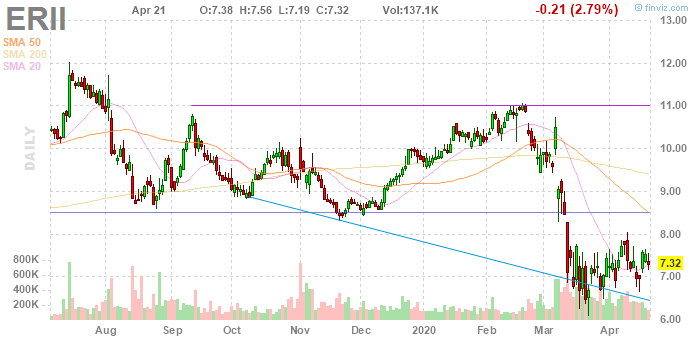 ERII
Apr 21
O:7.38 H:7.56 L:7.19 C:7.32
Vol:137.1K
-0.21 (2.79%)
© finviz.com
SMA 50
SMA 200
SMA 20
DAILY
13.00
12.00
11.00
10.00
9.00
8.00
7.32
7.00
6.00
800K
600K
400K
200K
Aug Sep Oct Nov Dec 2020 Feb Mar Apr